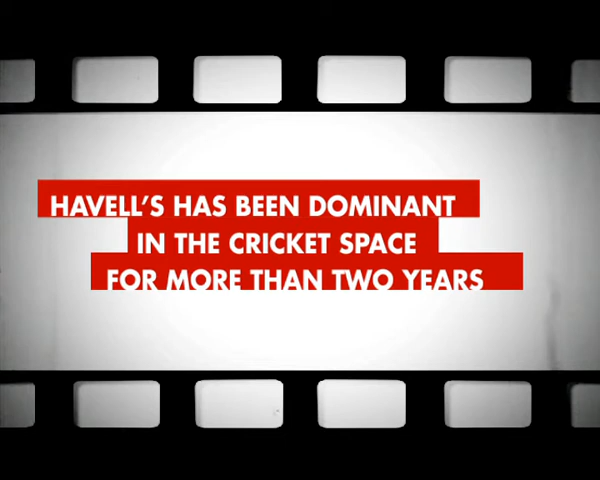 HAVELL'S HAS BEEN DOMINANT
IN THE CRICKET SPACE
FOR MORE THAN TWO YEARS